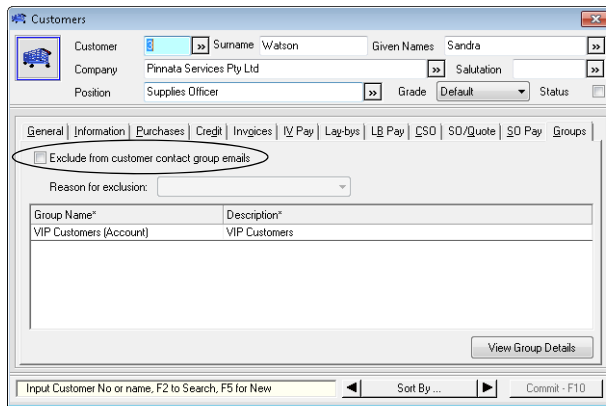 Customers
Customer 3 » Surname Watson Given Names Sandra »
Company Pinnata Services Pty Ltd » Salutation »
Position Supplies Officer » Grade Default Status
General | Information | Purchases | Credit | Invoices | IV Pay | Lay-bys | LB Pay | CSO | SO/Quote | SO Pay Groups |
Exclude from customer contact group emails
Reason for exclusion:
Group Name* Description*
VIP Customers (Account) VIP Customers
View Group Details
Input Customer No or name, F2 to Search, F5 for New Sort By ... Commit - F10